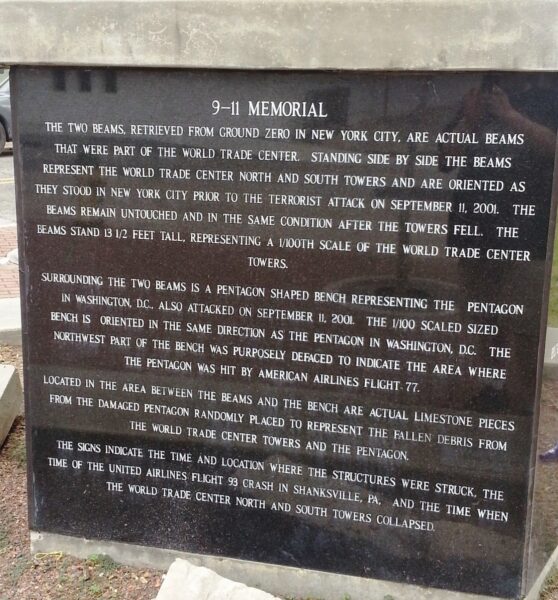 9-11 MEMORIAL
THE TWO BEAMS, RETRIEVED FROM GROUND ZERO IN NEW YORK CITY, ARE ACTUAL BEAMS
THAT WERE PART OF THE WORLD TRADE CENTER. STANDING SIDE BY SIDE THE BEAMS
REPRESENT THE WORLD TRADE CENTER NORTH AND SOUTH TOWERS AND ARE ORIENTED AS
THEY STOOD IN NEW YORK CITY PRIOR TO THE TERRORIST ATTACK ON SEPTEMBER 11, 2001. THE
BEAMS REMAIN UNTOUCHED AND IN THE SAME CONDITION AFTER THE TOWERS FELL. THE
BEAMS STAND 13 1/2 FEET TALL, REPRESENTING A 1/100TH SCALE OF THE WORLD TRADE CENTER
TOWERS.
SURROUNDING THE TWO BEAMS IS A PENTAGON SHAPED BENCH REPRESENTING THE PENTAGON
IN WASHINGTON, D.C., ALSO ATTACKED ON SEPTEMBER 11, 2001. THE 1/100 SCALED SIZED
BENCH IS ORIENTED IN THE SAME DIRECTION AS THE PENTAGON IN WASHINGTON, D.C. THE
NORTHWEST PART OF THE BENCH WAS PURPOSELY DEFACED TO INDICATE THE AREA WHERE
THE PENTAGON WAS HIT BY AMERICAN AIRLINES FLIGHT 77.
LOCATED IN THE AREA BETWEEN THE BEAMS AND THE BENCH ARE ACTUAL LIMESTONE PIECES
FROM THE DAMAGED PENTAGON RANDOMLY PLACED TO REPRESENT THE FALLEN DEBRIS FROM
THE WORLD TRADE CENTER TOWERS AND THE PENTAGON.
THE SIGNS INDICATE THE TIME AND LOCATION WHERE THE STRUCTURES WERE STRUCK, THE
TIME OF THE UNITED AIRLINES FLIGHT 93 CRASH IN SHANKSVILLE, PA, AND THE TIME WHEN
THE WORLD TRADE CENTER NORTH AND SOUTH TOWERS COLLAPSED.